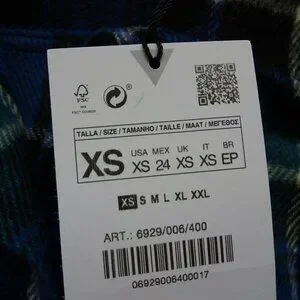 FSC
MIX
TALLA / SIZE / TAMANHO / TAILLE / MAAT / ΜΕΓΕΘΟΣ
XS
USA MEX UK IT BR
XS 24 XS XS EP
XS S M L XL XXL
ART.: 6929/006/400
06929006400017